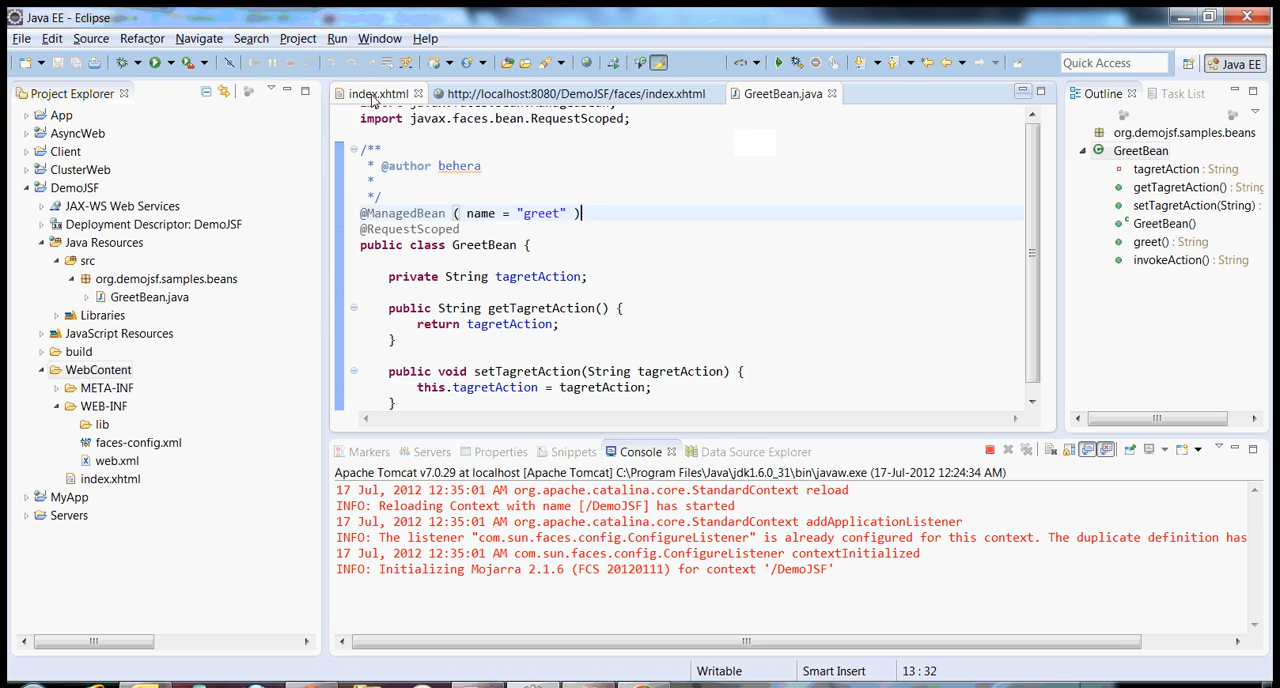 Java EE - Eclipse
File Edit Source Refactor Navigate Search Project Run Window Help
Quick Access Java EE
Project Explorer
index.xhtml http://localhost:8080/DemoJSF/faces/index.xhtml GreetBean.java
Outline Task List
App
AsyncWeb
Client
ClusterWeb
DemoJSF
JAX-WS Web Services
Deployment Descriptor: DemoJSF
Java Resources
src
org.demojsf.samples.beans
GreetBean.java
Libraries
JavaScript Resources
build
WebContent
META-INF
WEB-INF
lib
faces-config.xml
web.xml
index.xhtml
MyApp
Servers
import javax.faces.bean.RequestScoped;
/**
* @author behera
*
*/
@ManagedBean ( name = "greet" )
@RequestScoped
public class GreetBean {
private String tagretAction;
public String getTagretAction() {
return tagretAction;
}
public void setTagretAction(String tagretAction) {
this.tagretAction = tagretAction;
}
org.demojsf.samples.beans
GreetBean
tagretAction : String
getTagretAction() : String
setTagretAction(String) :
GreetBean()
greet() : String
invokeAction() : String
Markers Servers Properties Snippets Console Data Source Explorer
Apache Tomcat v7.0.29 at localhost [Apache Tomcat] C:\Program Files\Java\jdk1.6.0_31\bin\javaw.exe (17-Jul-2012 12:24:34 AM)
17 Jul, 2012 12:35:01 AM org.apache.catalina.core.StandardContext reload
INFO: Reloading Context with name [/DemoJSF] has started
17 Jul, 2012 12:35:01 AM org.apache.catalina.core.StandardContext addApplicationListener
INFO: The listener "com.sun.faces.config.ConfigureListener" is already configured for this context. The duplicate definition has
17 Jul, 2012 12:35:01 AM com.sun.faces.config.ConfigureListener contextInitialized
INFO: Initializing Mojarra 2.1.6 (FCS 20120111) for context '/DemoJSF'
Writable Smart Insert 13 : 32